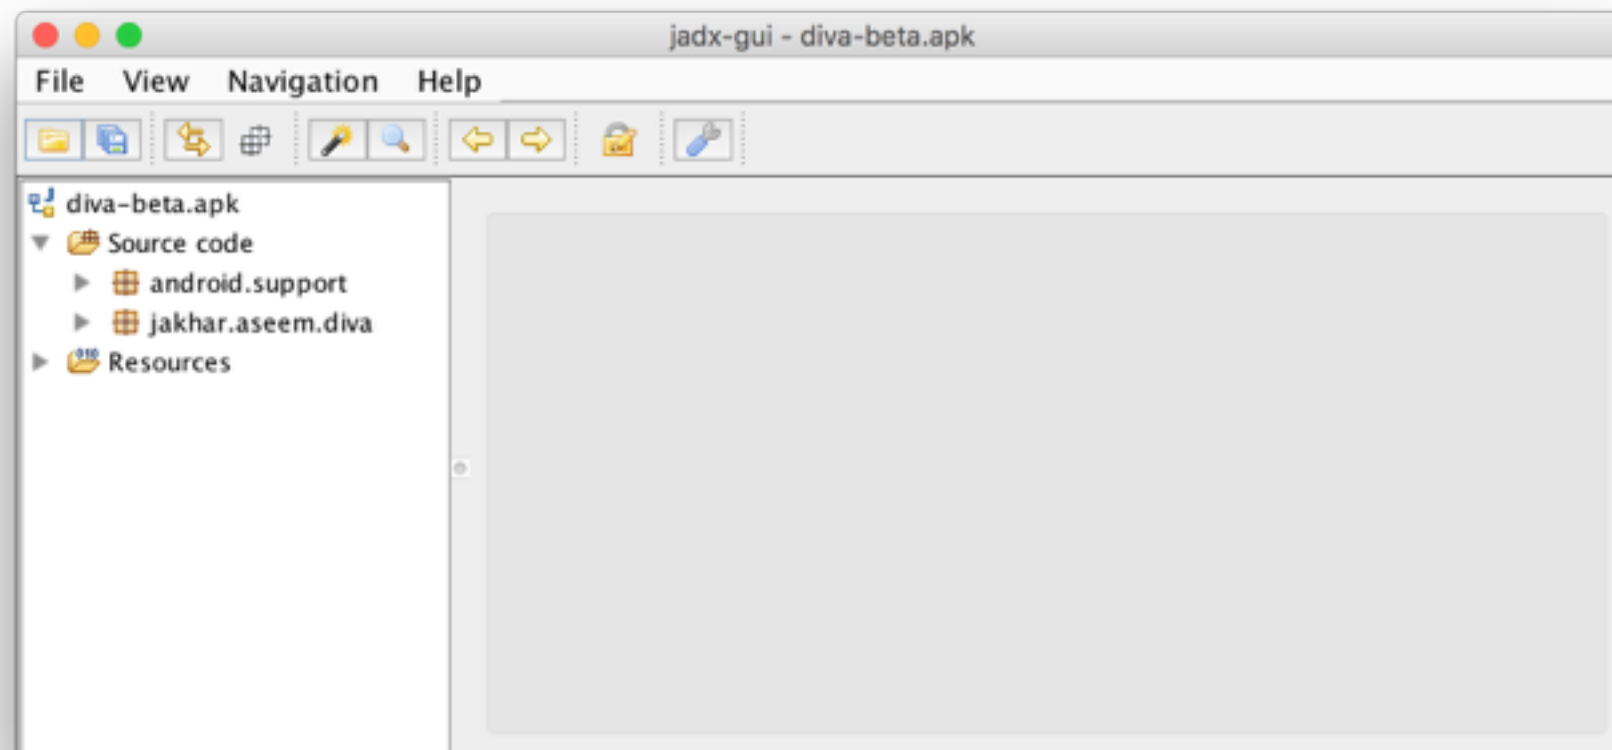 jadx-gui - diva-beta.apk
File View Navigation Help
diva-beta.apk
Source code
android.support
jakhar.aseem.diva
Resources